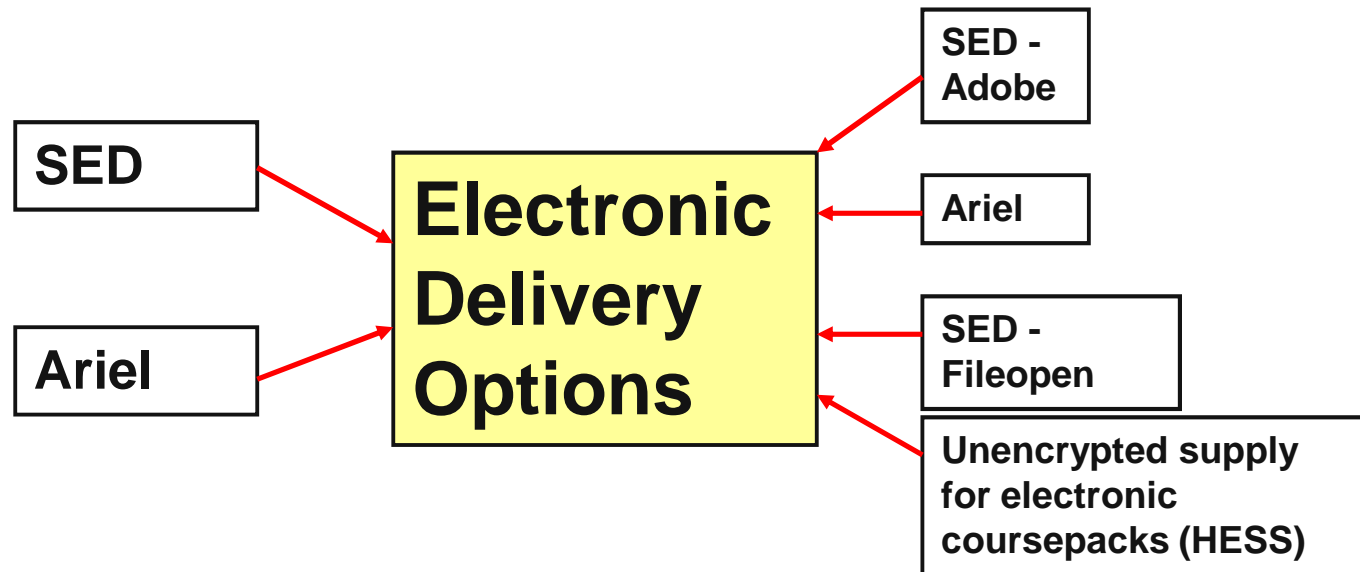 SED
Ariel
Electronic
Delivery
Options
SED -
Adobe
Ariel
SED -
Fileopen
Unencrypted supply
for electronic
coursepacks (HESS)